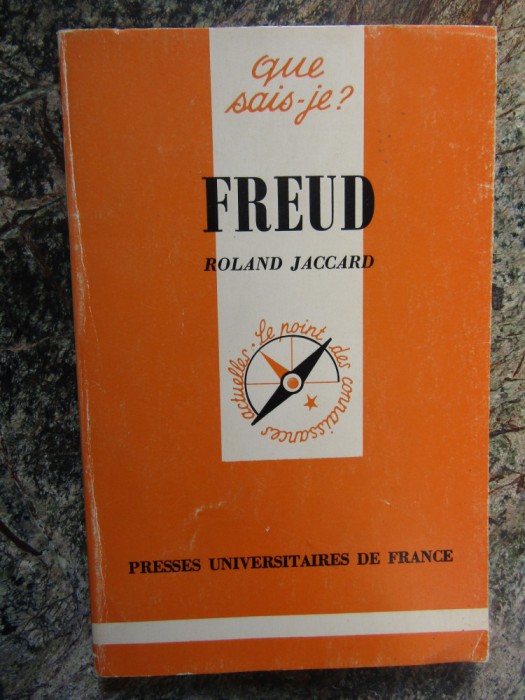 que
sais-je?
FREUD
ROLAND JACCARD
Le point des connaissances actuelles.
PRESSES UNIVERSITAIRES DE FRANCE